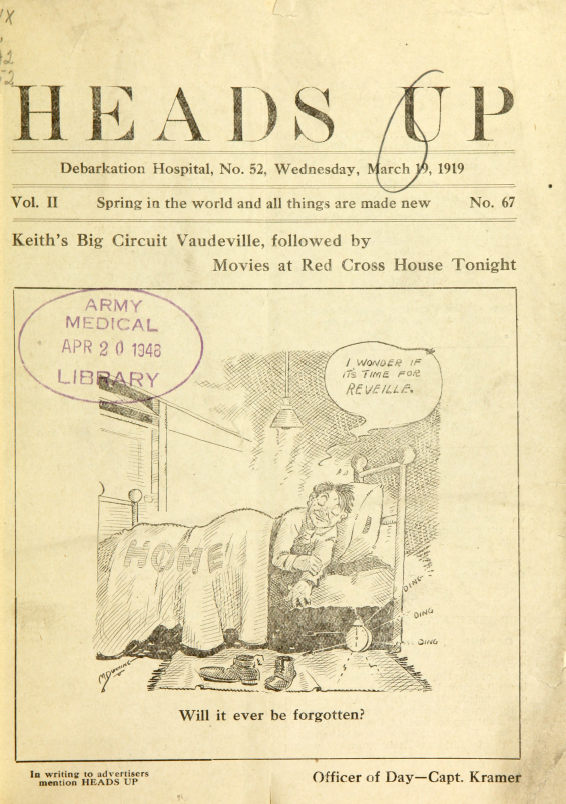 HEADS UP
Debarkation Hospital, No. 52, Wednesday, March 19, 1919
Vol. II Spring in the world and all things are made new No. 67
Keith's Big Circuit Vaudeville, followed by
Movies at Red Cross House Tonight
ARMY
MEDICAL
APR 20 1948
LIBRARY
I WONDER IF
IT'S TIME FOR
REVEILLE.
HOME
DING
DING
DING
Will it ever be forgotten?
In writing to advertisers
mention HEADS UP
Officer of Day—Capt. Kramer